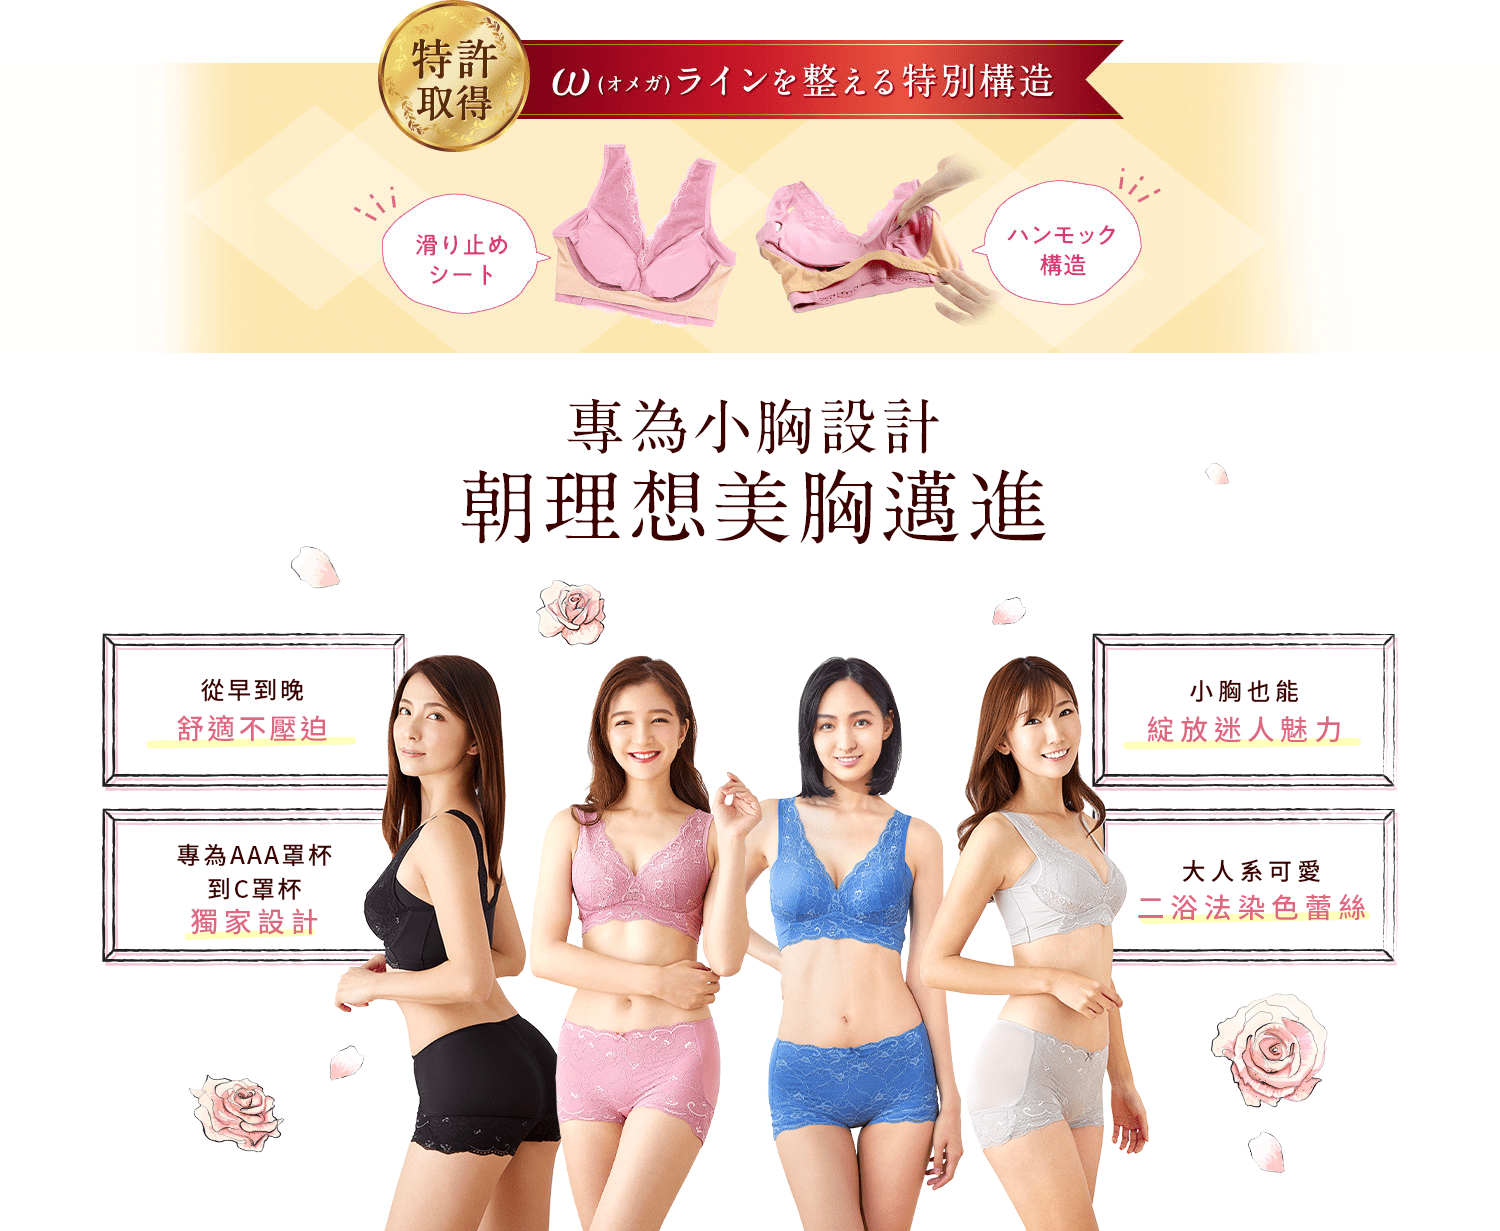 特許
取得
ω(オメガ)ラインを整える特別構造
滑り止め
シート
ハンモック
構造
專為小胸設計
朝理想美胸邁進
從早到晚
舒適不壓迫
小胸也能
綻放迷人魅力
專為AAA罩杯
到C罩杯
獨家設計
大人系可愛
二浴法染色蕾絲